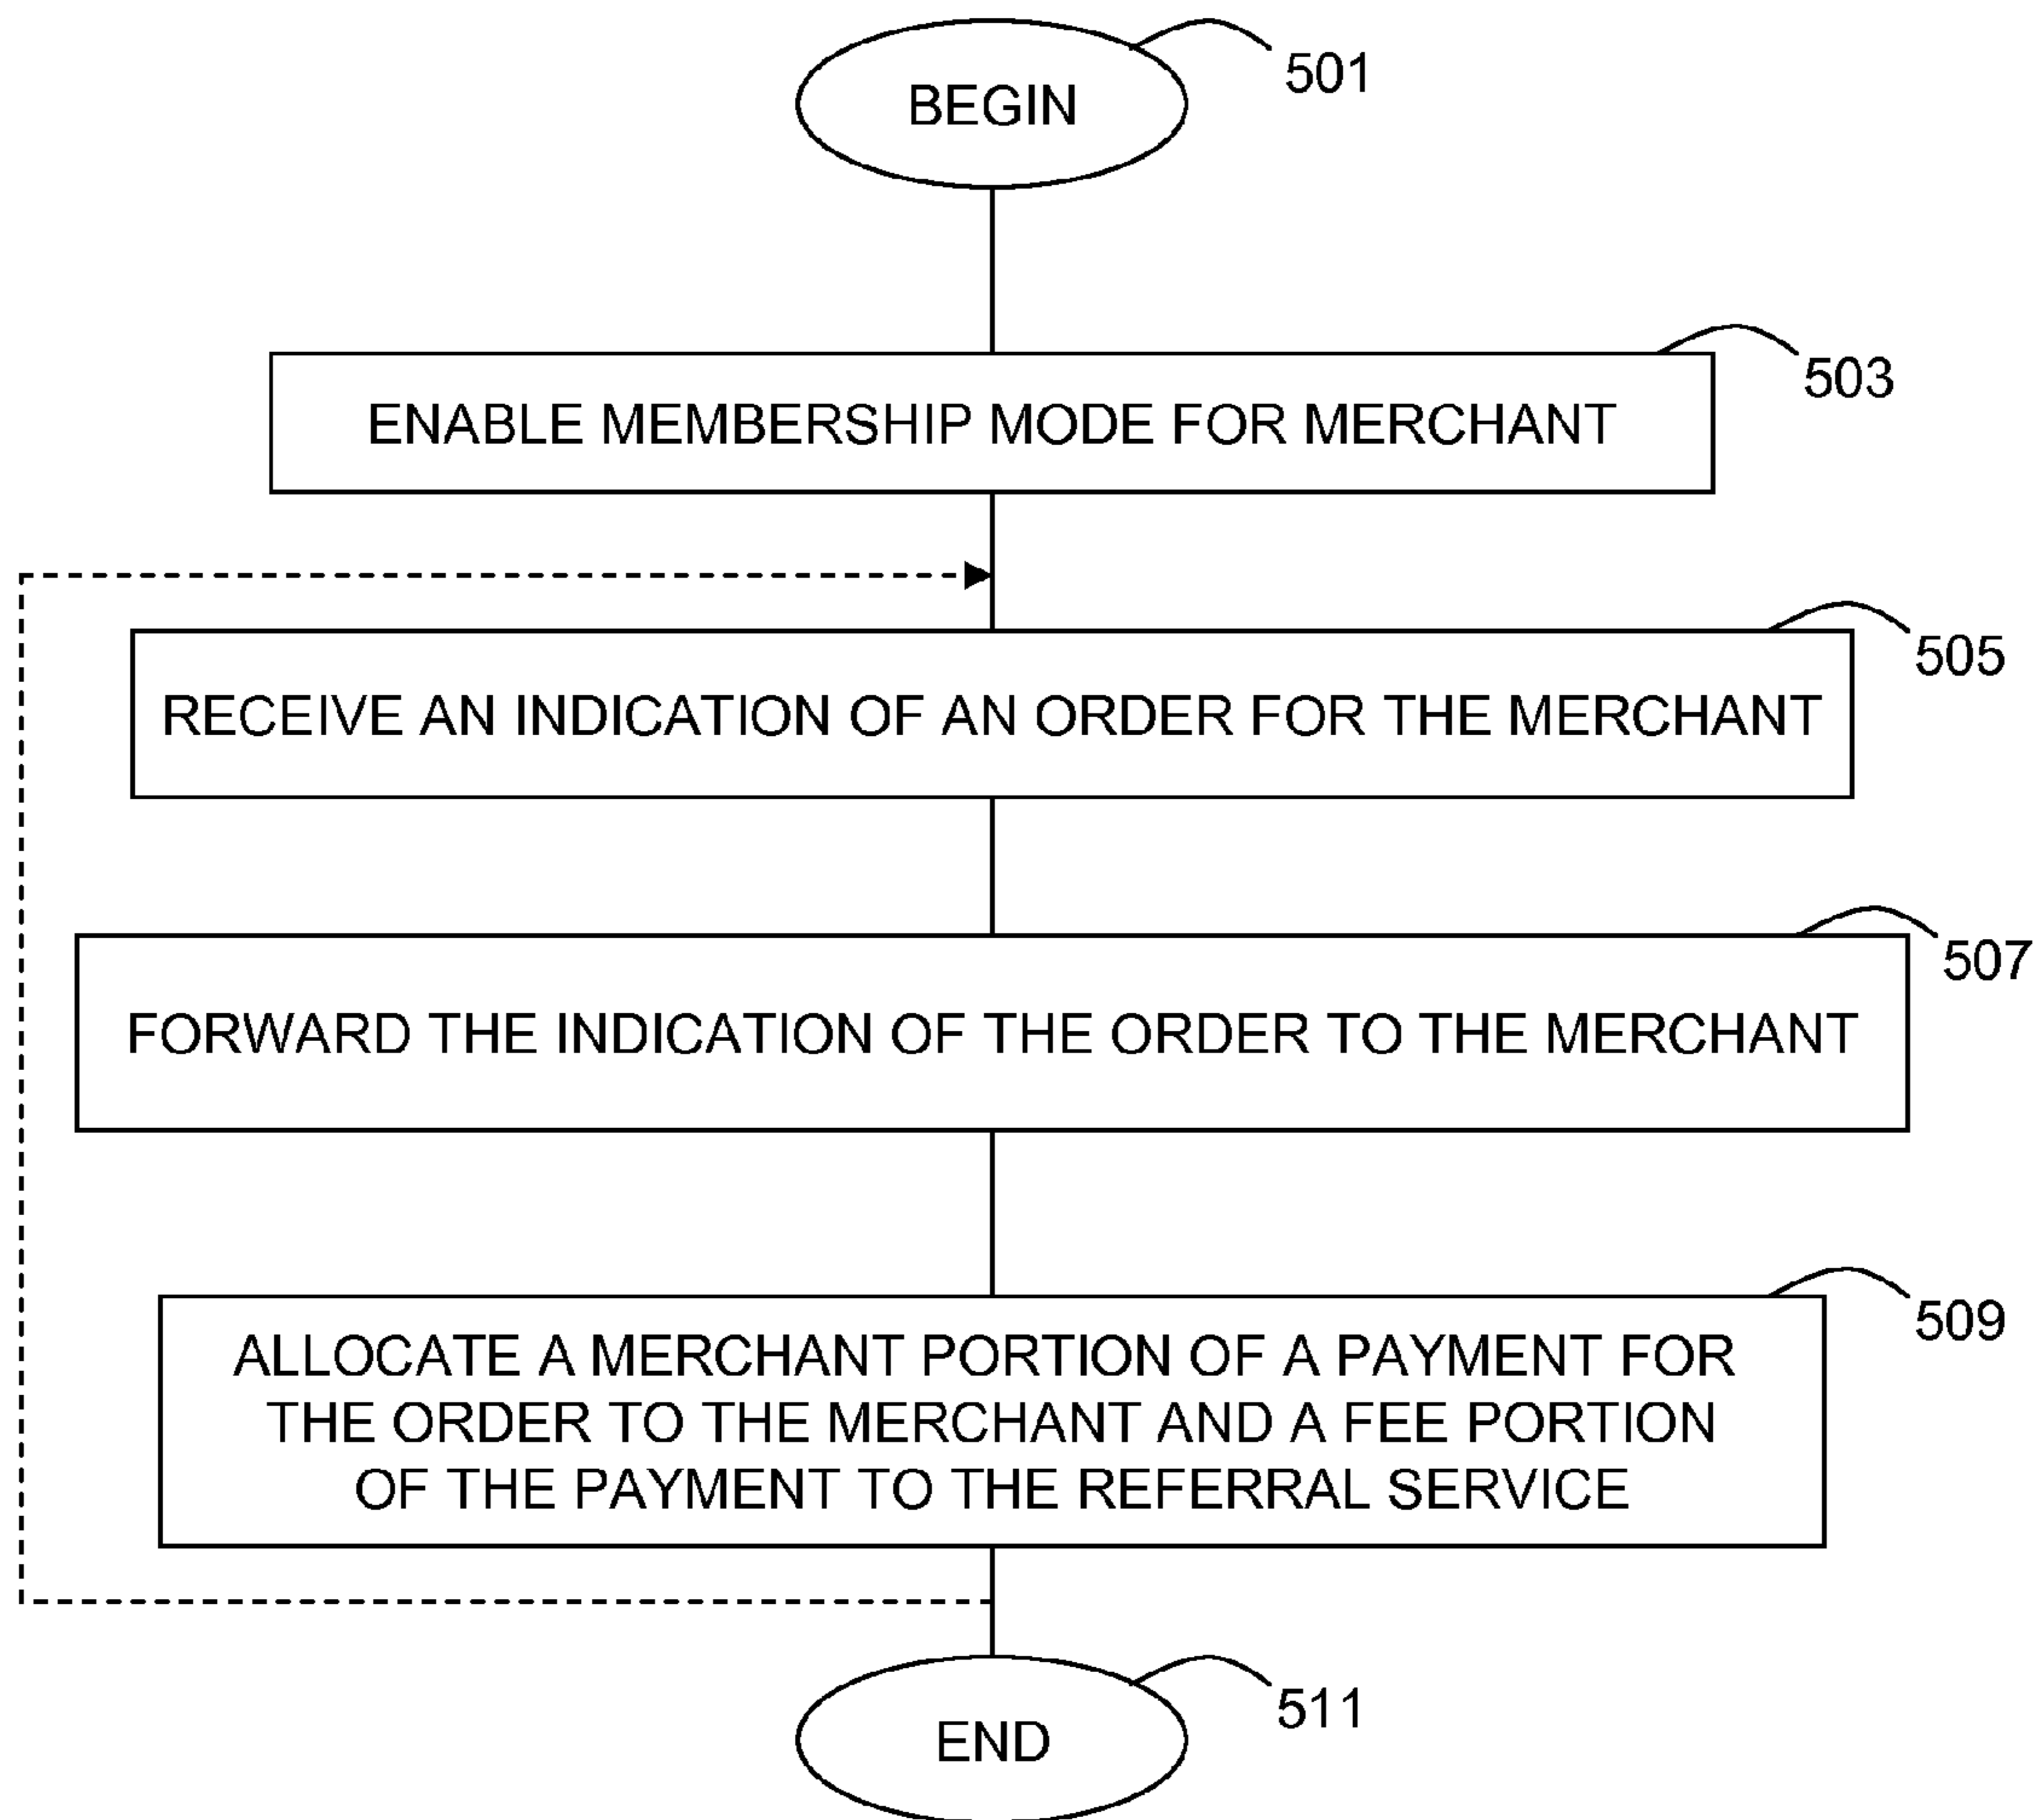 BEGIN
501
ENABLE MEMBERSHIP MODE FOR MERCHANT
503
RECEIVE AN INDICATION OF AN ORDER FOR THE MERCHANT
505
FORWARD THE INDICATION OF THE ORDER TO THE MERCHANT
507
ALLOCATE A MERCHANT PORTION OF A PAYMENT FOR
THE ORDER TO THE MERCHANT AND A FEE PORTION
OF THE PAYMENT TO THE REFERRAL SERVICE
509
END
511